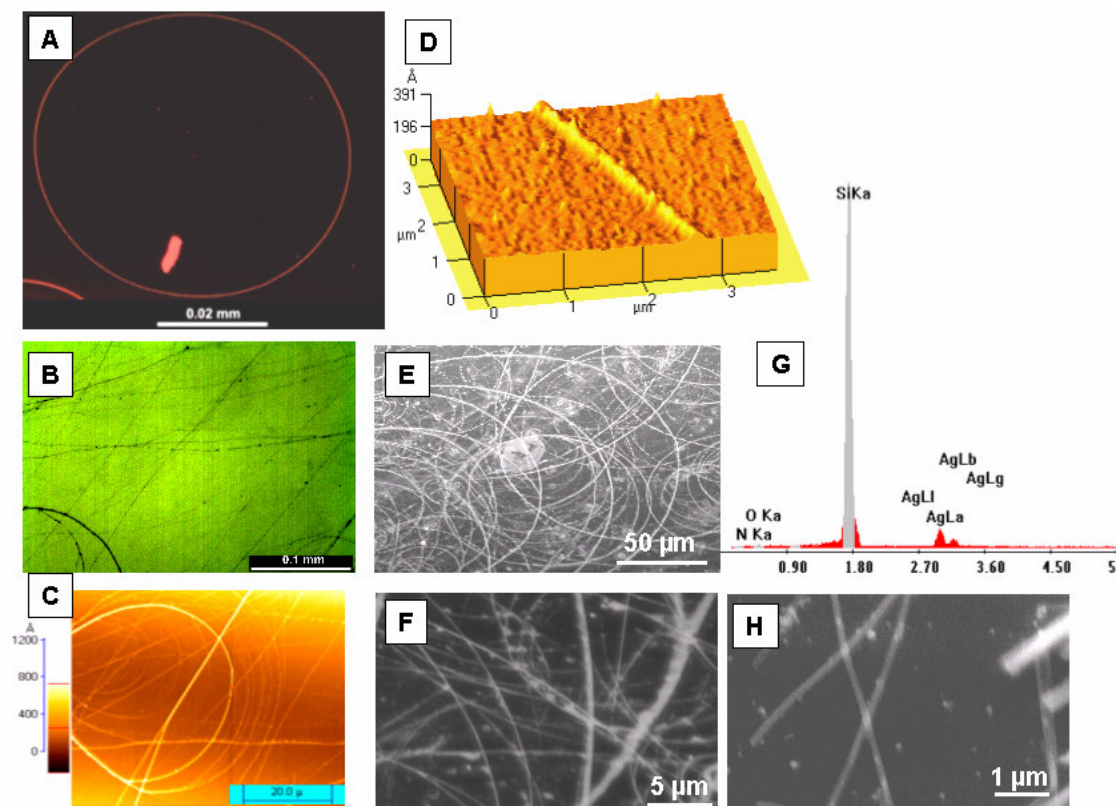 A
0.02 mm
B
0.1 mm
C
Å
1200
800
400
0
20.0 µ
D
Å
391
196
0
3
µm
2
1
0
0
1
2
µm
3
E
50 µm
F
5 µm
G
SiKa
AgLb
AgLg
AgLl
AgLa
O Ka
N Ka
0.90 1.80 2.70 3.60 4.50 5
H
1 µm